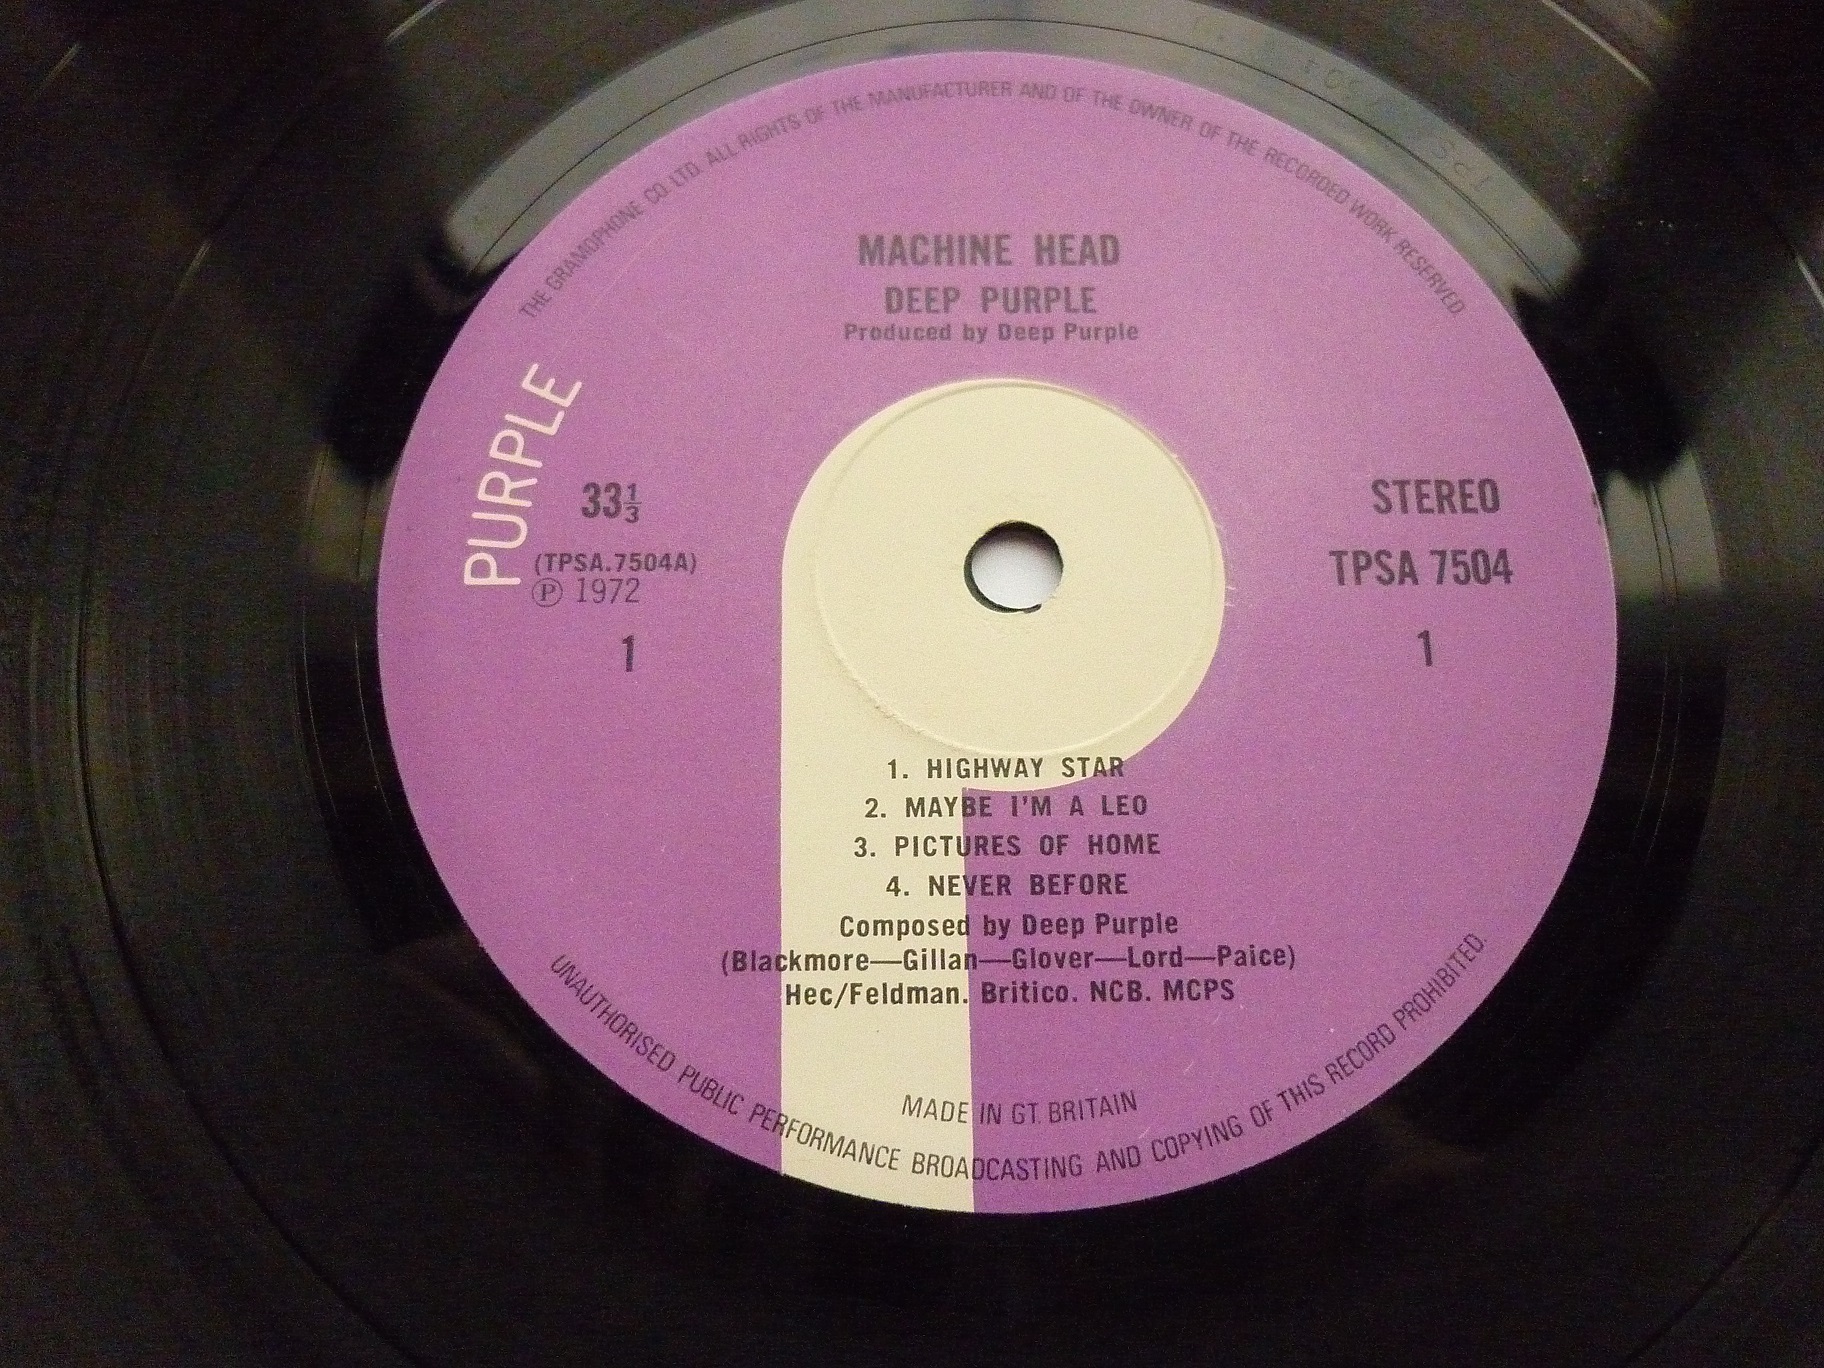 THE GRAMOPHONE CO LTD. ALL RIGHTS OF THE MANUFACTURER AND OF THE OWNER OF THE RECORDED WORK RESERVED
MACHINE HEAD
DEEP PURPLE
Produced by Deep Purple
PURPLE
33⅓
STEREO
(TPSA.7504A)
TPSA 7504
Ⓟ 1972
1
1
1. HIGHWAY STAR
2. MAYBE I'M A LEO
3. PICTURES OF HOME
4. NEVER BEFORE
Composed by Deep Purple
(Blackmore—Gillan—Glover—Lord—Paice)
Hec/Feldman. Britico. NCB. MCPS
MADE IN GT. BRITAIN
UNAUTHORISED PUBLIC PERFORMANCE BROADCASTING AND COPYING OF THIS RECORD PROHIBITED.